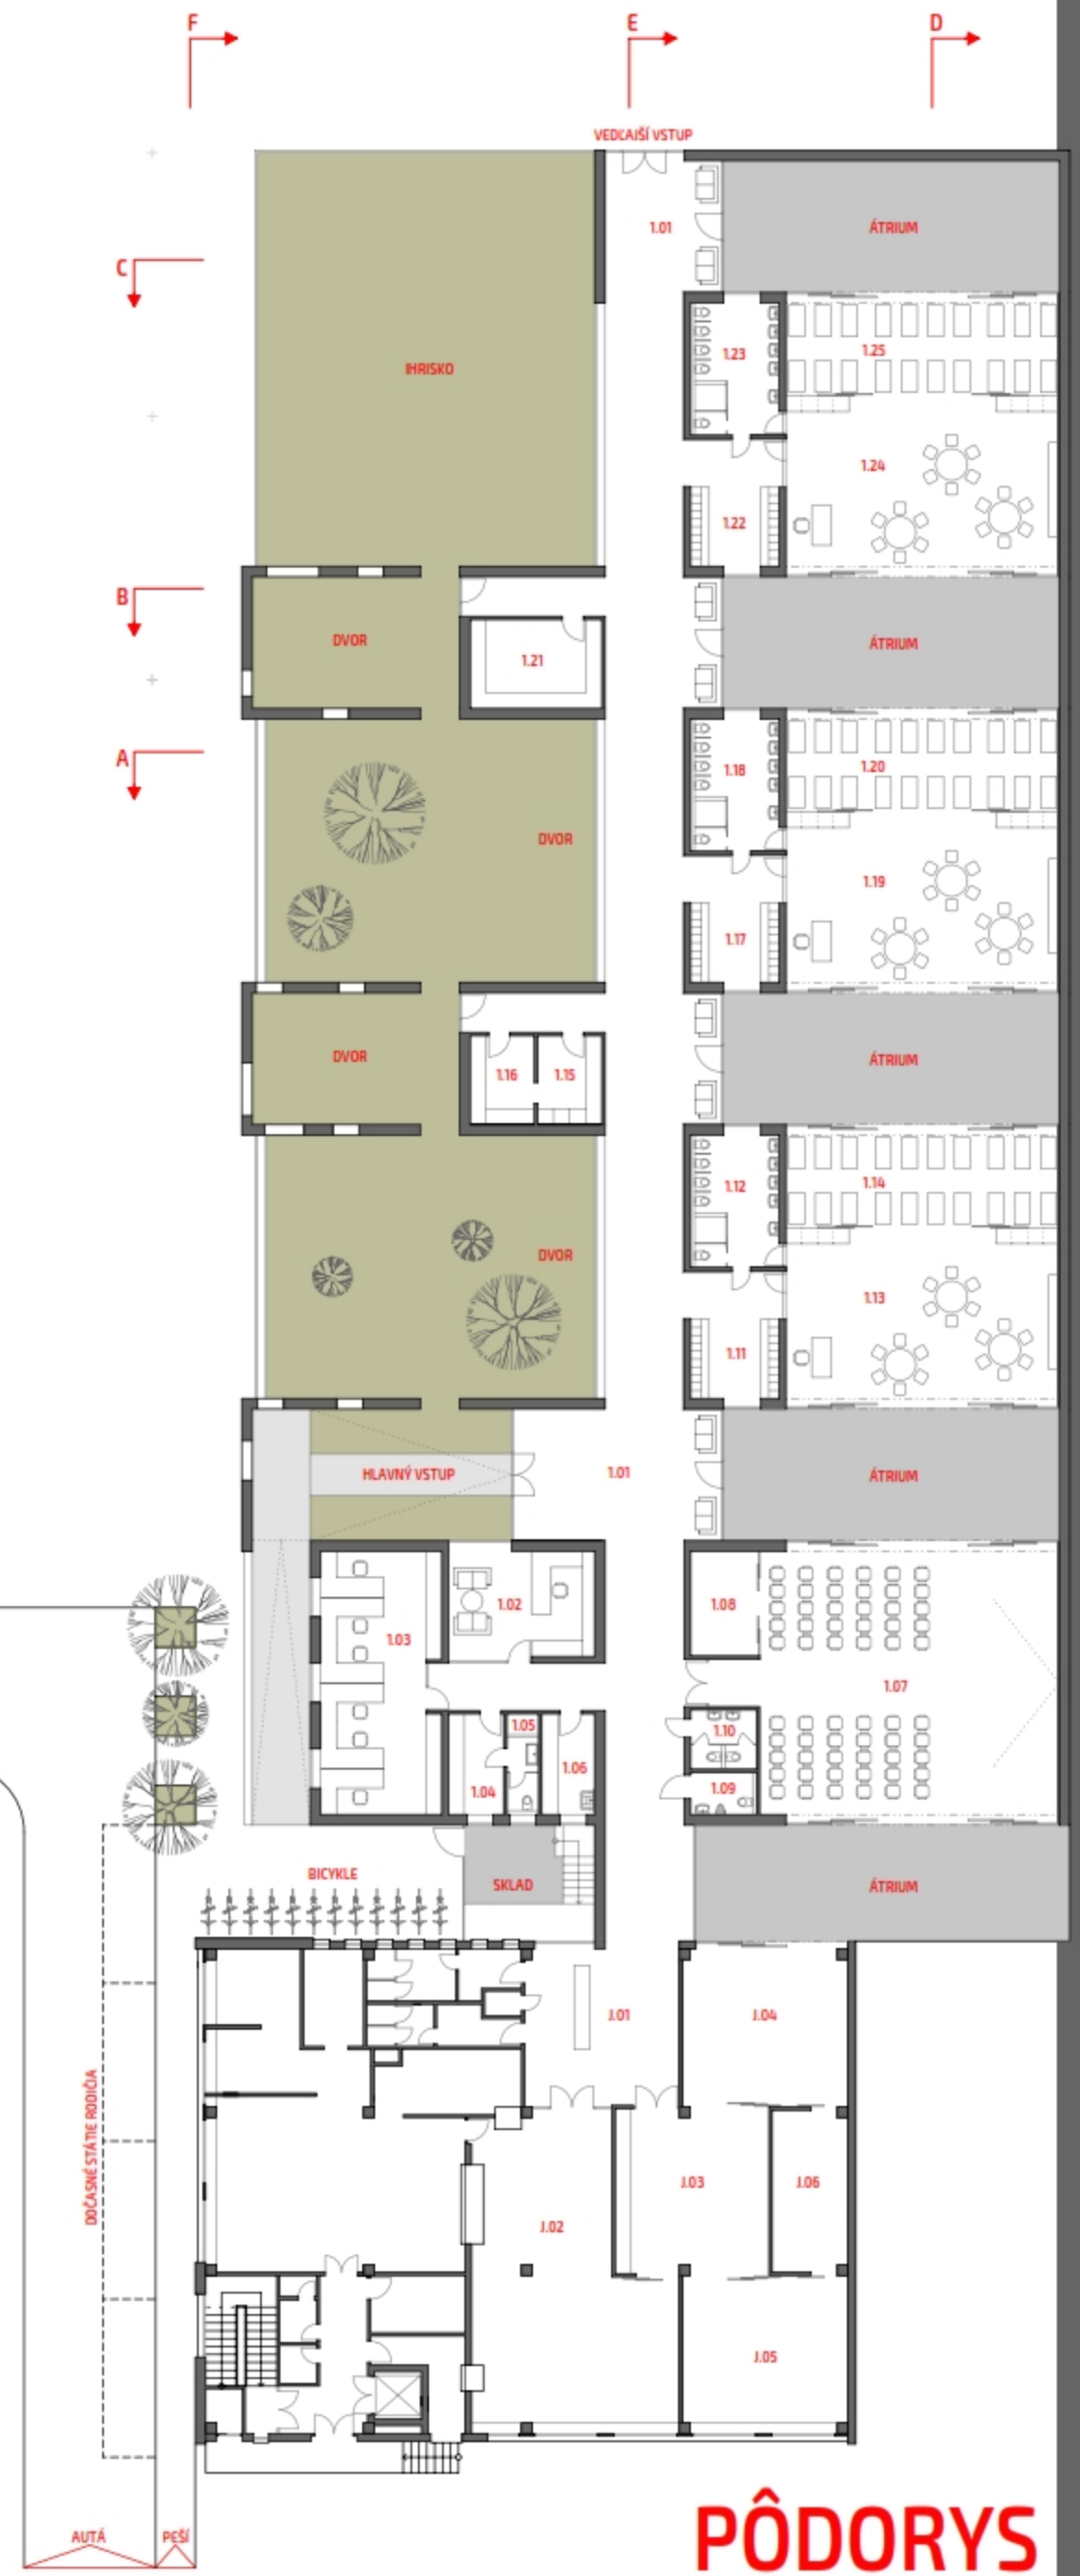 F
E
D
VEDĽAJŠÍ VSTUP
1.01
ÁTRIUM
C
IHRISKO
1.23
1.25
1.24
1.22
B
DVOR
1.21
ÁTRIUM
A
1.18
1.20
DVOR
1.19
1.17
DVOR
1.16
1.15
ÁTRIUM
1.12
1.14
DVOR
1.13
1.11
HLAVNÝ VSTUP
1.01
ÁTRIUM
1.03
1.02
1.08
1.07
1.05
1.10
1.04
1.06
1.09
BICYKLE
SKLAD
ÁTRIUM
J.01
J.04
DOČASNÉ STÁTIE RODIČIA
J.03
J.06
J.02
J.05
AUTÁ
PEŠÍ
PÔDORYS